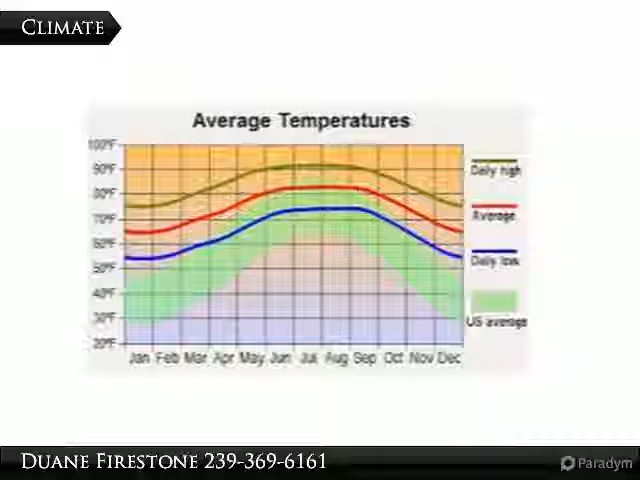 Climate
Average Temperatures
100°F
90°F
80°F
70°F
60°F
50°F
40°F
30°F
20°F
Jan Feb Mar Apr May Jun Jul Aug Sep Oct Nov Dec
Daily high
Average
Daily low
US average
Duane Firestone 239-369-6161
Paradym